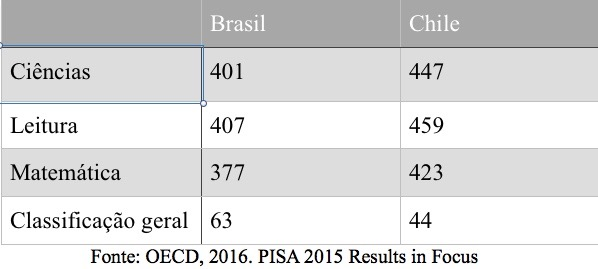 Brasil Chile
Ciências 401 447
Leitura 407 459
Matemática 377 423
Classificação geral 63 44
Fonte: OECD, 2016. PISA 2015 Results in Focus